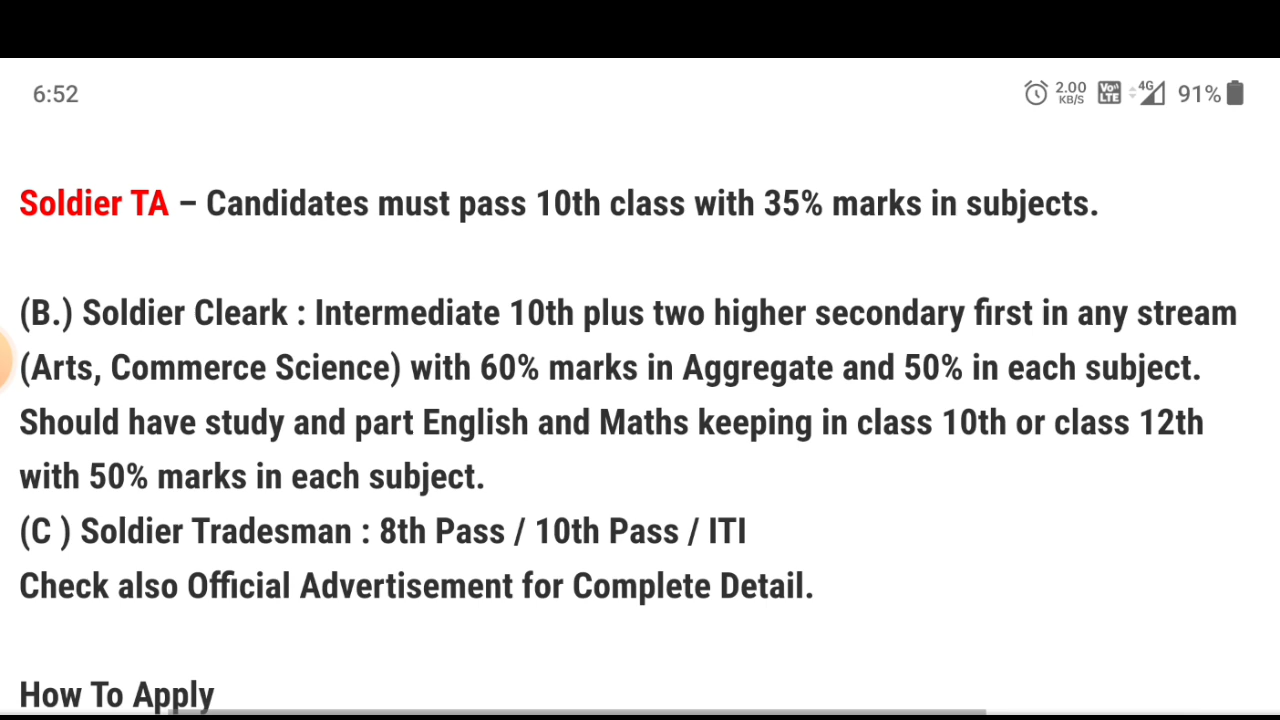 6:52
2.00 KB/S Vo)) LTE 4G 91%
Soldier TA – Candidates must pass 10th class with 35% marks in subjects.
(B.) Soldier Cleark : Intermediate 10th plus two higher secondary first in any stream
(Arts, Commerce Science) with 60% marks in Aggregate and 50% in each subject.
Should have study and part English and Maths keeping in class 10th or class 12th
with 50% marks in each subject.
(C ) Soldier Tradesman : 8th Pass / 10th Pass / ITI
Check also Official Advertisement for Complete Detail.
How To Apply